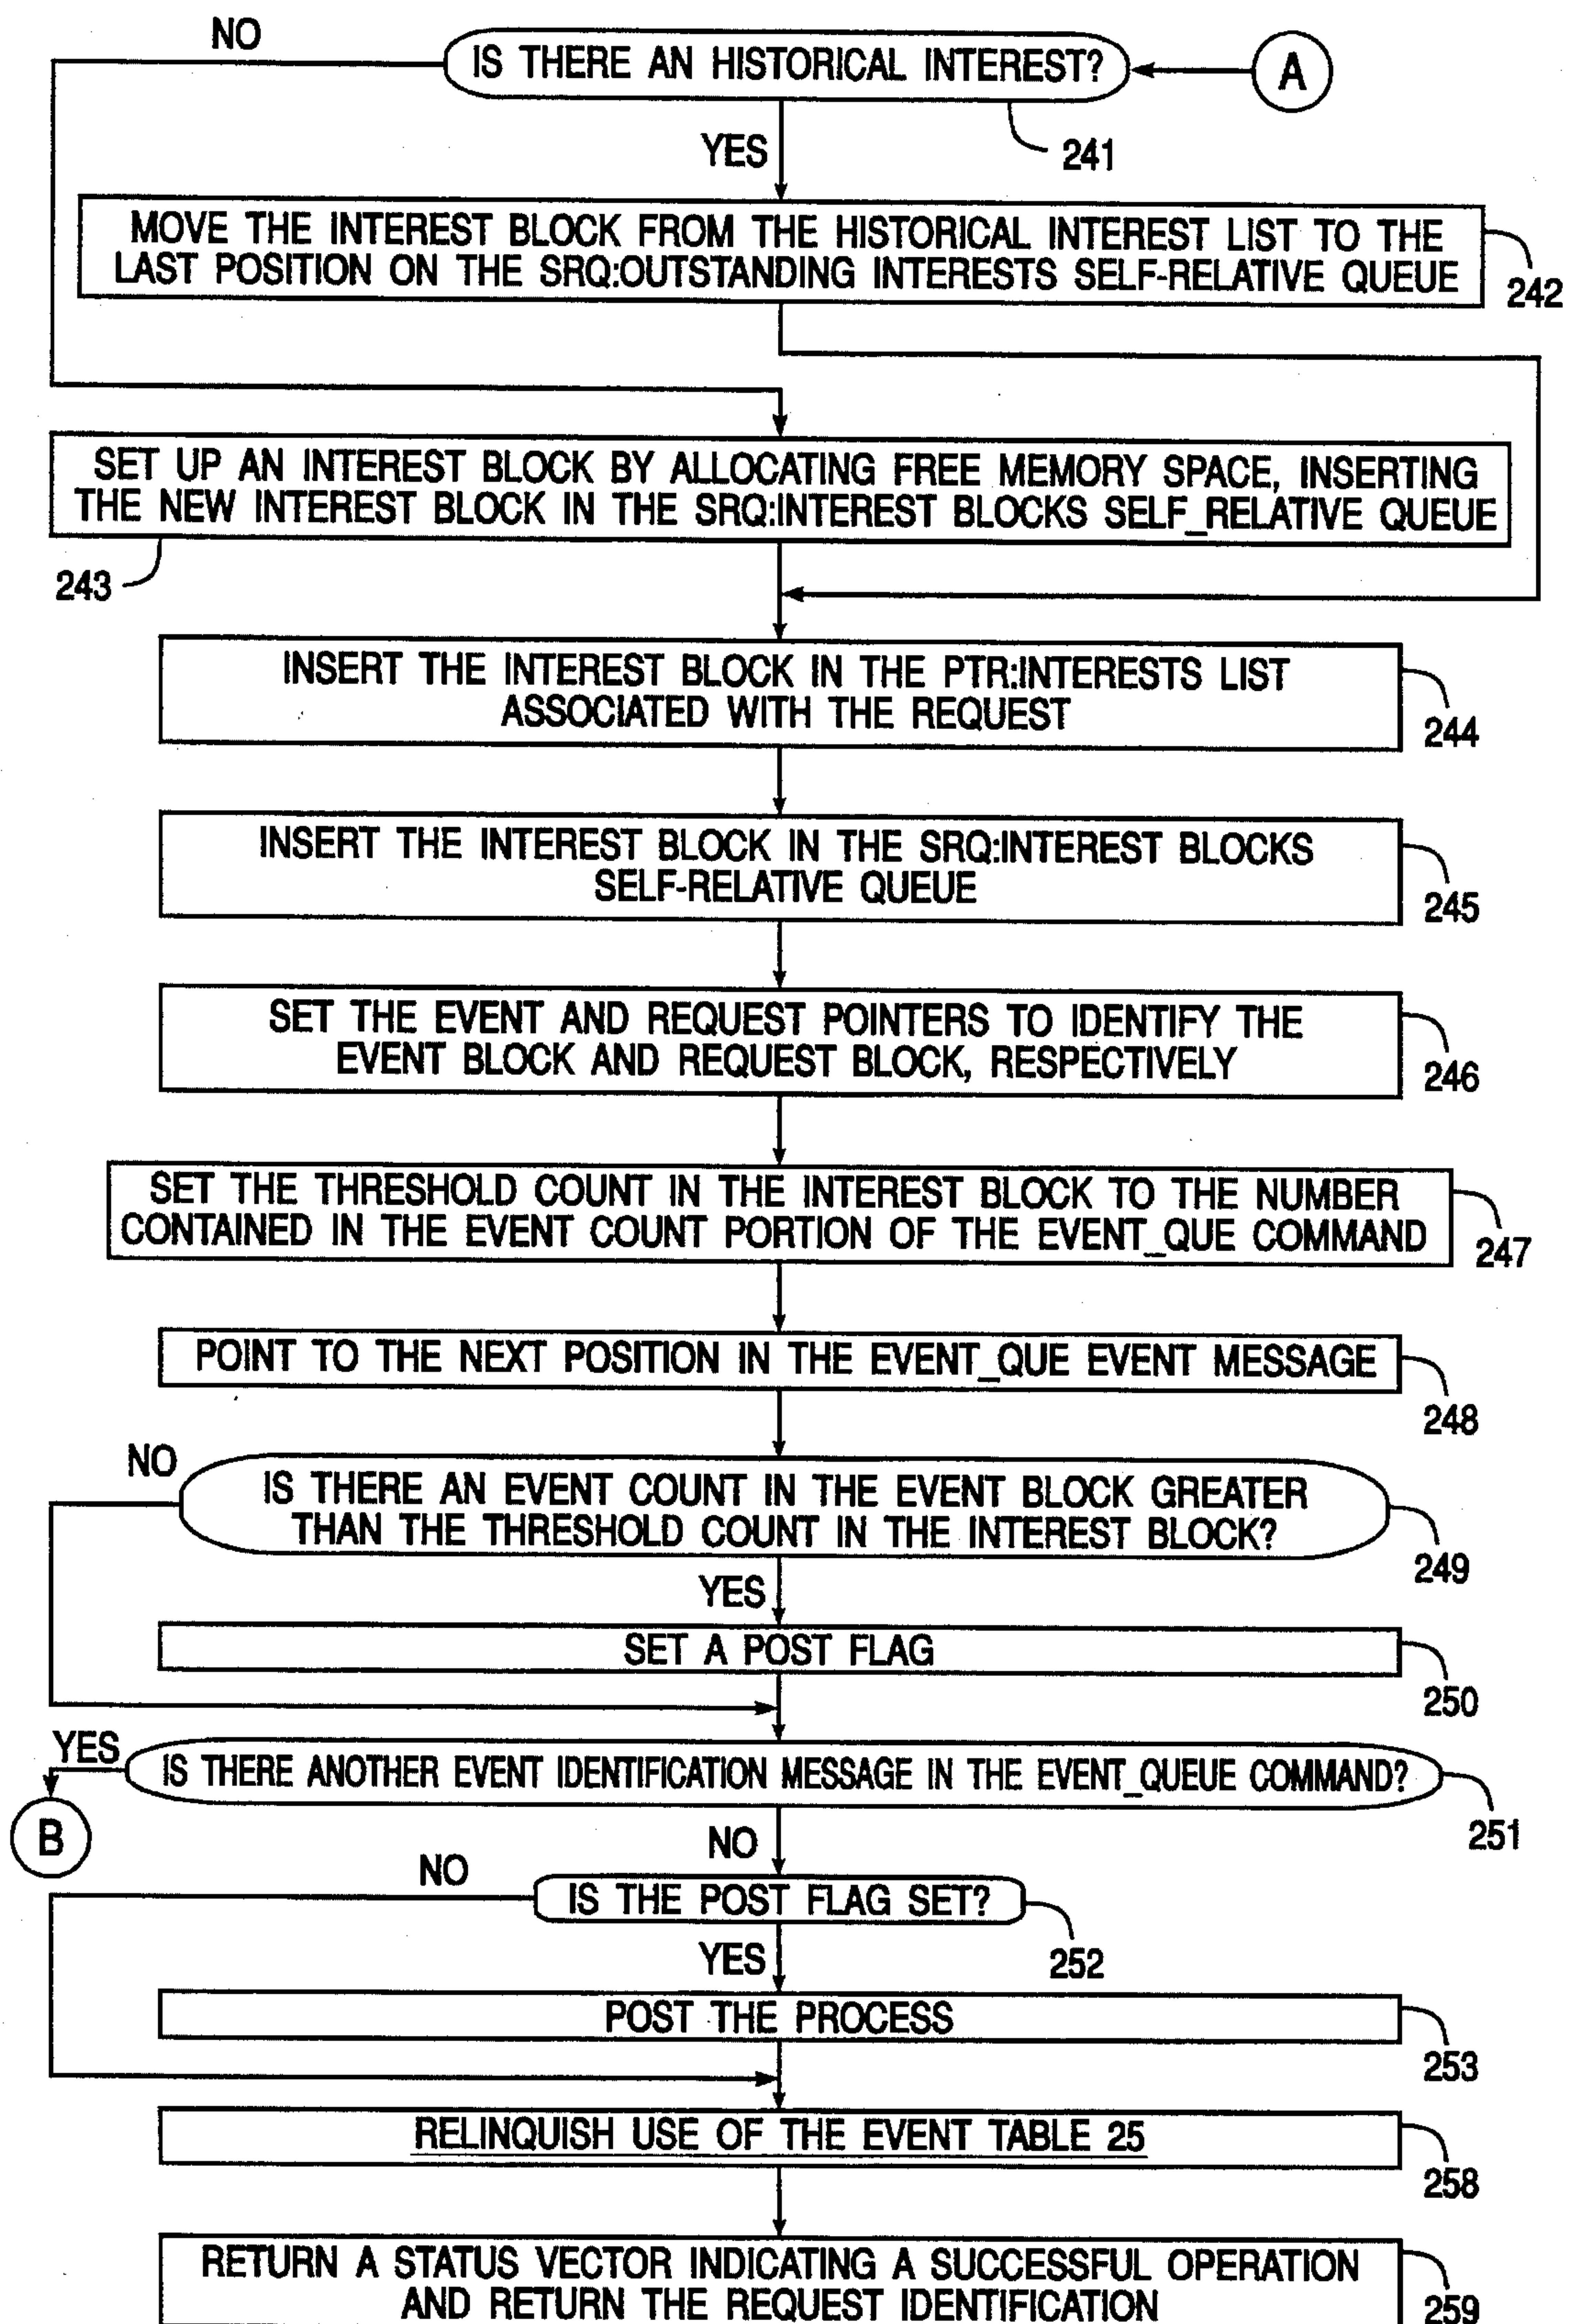 NO
IS THERE AN HISTORICAL INTEREST?
A
YES
241
MOVE THE INTEREST BLOCK FROM THE HISTORICAL INTEREST LIST TO THE
LAST POSITION ON THE SRQ:OUTSTANDING INTERESTS SELF-RELATIVE QUEUE
242
SET UP AN INTEREST BLOCK BY ALLOCATING FREE MEMORY SPACE, INSERTING
THE NEW INTEREST BLOCK IN THE SRQ:INTEREST BLOCKS SELF_RELATIVE QUEUE
243
INSERT THE INTEREST BLOCK IN THE PTR:INTERESTS LIST
ASSOCIATED WITH THE REQUEST
244
INSERT THE INTEREST BLOCK IN THE SRQ:INTEREST BLOCKS
SELF-RELATIVE QUEUE
245
SET THE EVENT AND REQUEST POINTERS TO IDENTIFY THE
EVENT BLOCK AND REQUEST BLOCK, RESPECTIVELY
246
SET THE THRESHOLD COUNT IN THE INTEREST BLOCK TO THE NUMBER
CONTAINED IN THE EVENT COUNT PORTION OF THE EVENT_QUE COMMAND
247
POINT TO THE NEXT POSITION IN THE EVENT_QUE EVENT MESSAGE
248
NO
IS THERE AN EVENT COUNT IN THE EVENT BLOCK GREATER
THAN THE THRESHOLD COUNT IN THE INTEREST BLOCK?
249
YES
SET A POST FLAG
250
YES
IS THERE ANOTHER EVENT IDENTIFICATION MESSAGE IN THE EVENT_QUEUE COMMAND?
251
B
NO
NO
IS THE POST FLAG SET?
252
YES
POST THE PROCESS
253
RELINQUISH USE OF THE EVENT TABLE 25
258
RETURN A STATUS VECTOR INDICATING A SUCCESSFUL OPERATION
AND RETURN THE REQUEST IDENTIFICATION
259